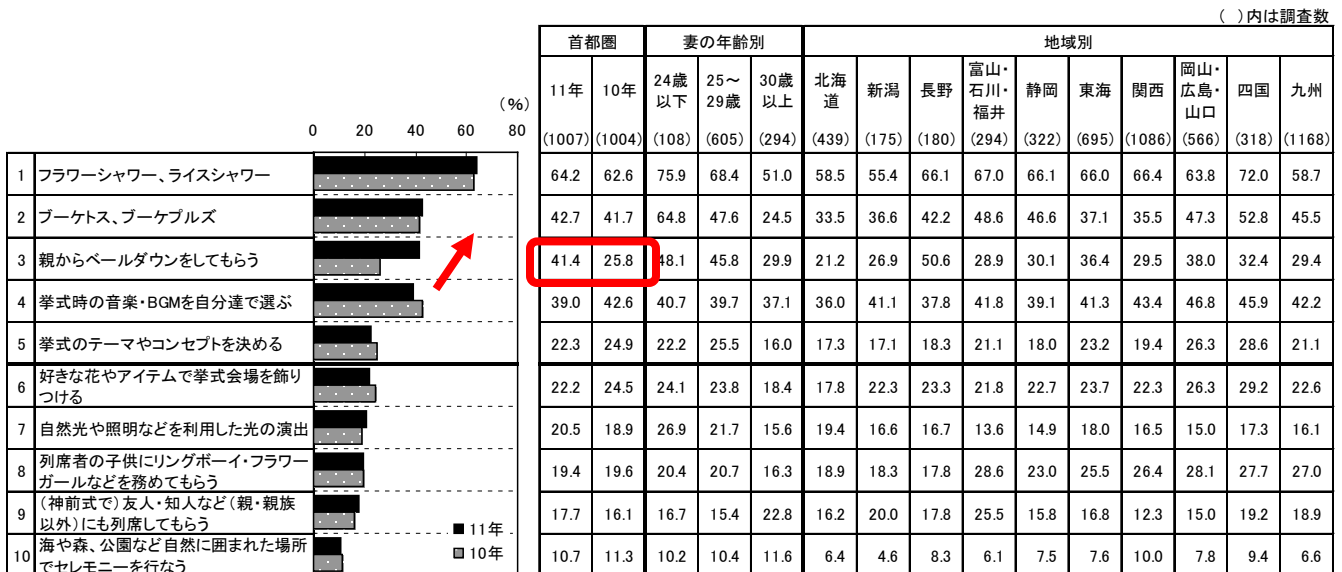 ( )内は調査数
首都圏 妻の年齢別 地域別
(%) 11年 10年 24歳以下 25～29歳 30歳以上 北海道 新潟 長野 富山・石川・福井 静岡 東海 関西 岡山・広島・山口 四国 九州
0 20 40 60 80 (1007) (1004) (108) (605) (294) (439) (175) (180) (294) (322) (695) (1086) (566) (318) (1168)
1 フラワーシャワー、ライスシャワー 64.2 62.6 75.9 68.4 51.0 58.5 55.4 66.1 67.0 66.1 66.0 66.4 63.8 72.0 58.7
2 ブーケトス、ブーケプルズ 42.7 41.7 64.8 47.6 24.5 33.5 36.6 42.2 48.6 46.6 37.1 35.5 47.3 52.8 45.5
3 親からベールダウンをしてもらう 41.4 25.8 48.1 45.8 29.9 21.2 26.9 50.6 28.9 30.1 36.4 29.5 38.0 32.4 29.4
4 挙式時の音楽・BGMを自分達で選ぶ 39.0 42.6 40.7 39.7 37.1 36.0 41.1 37.8 41.8 39.1 41.3 43.4 46.8 45.9 42.2
5 挙式のテーマやコンセプトを決める 22.3 24.9 22.2 25.5 16.0 17.3 17.1 18.3 21.1 18.0 23.2 19.4 26.3 28.6 21.1
6 好きな花やアイテムで挙式会場を飾り
つける 22.2 24.5 24.1 23.8 18.4 17.8 22.3 23.3 21.8 22.7 23.7 22.3 26.3 29.2 22.6
7 自然光や照明などを利用した光の演出 20.5 18.9 26.9 21.7 15.6 19.4 16.6 16.7 13.6 14.9 18.0 16.5 15.0 17.3 16.1
8 列席者の子供にリングボーイ・フラワー
ガールなどを務めてもらう 19.4 19.6 20.4 20.7 16.3 18.9 18.3 17.8 28.6 23.0 25.5 26.4 28.1 27.7 27.0
9 (神前式で)友人・知人など(親・親族
以外)にも列席してもらう 17.7 16.1 16.7 15.4 22.8 16.2 20.0 17.8 25.5 15.8 16.8 12.3 15.0 19.2 18.9
■11年
10 海や森、公園など自然に囲まれた場所
でセレモニーを行なう 10.7 11.3 10.2 10.4 11.6 6.4 4.6 8.3 6.1 7.5 7.6 10.0 7.8 9.4 6.6
10年